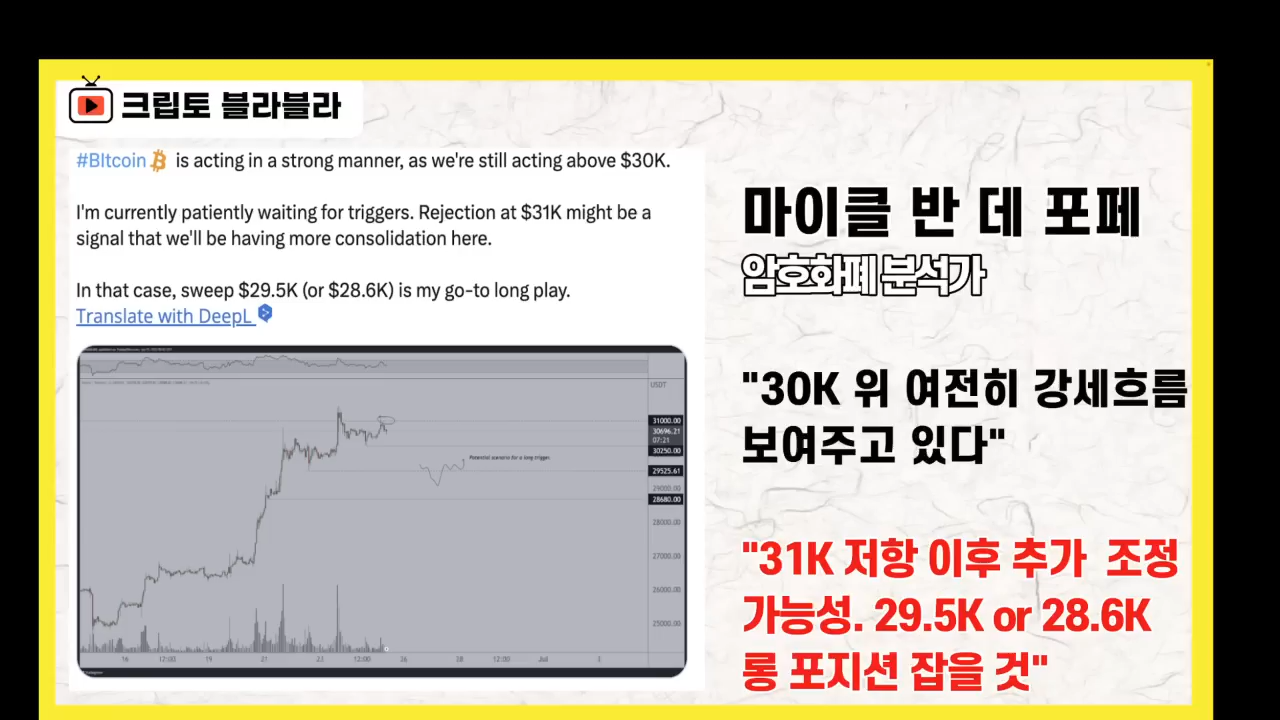 크립토 블라블라
#BItcoin is acting in a strong manner, as we're still acting above $30K.
I'm currently patiently waiting for triggers. Rejection at $31K might be a
signal that we'll be having more consolidation here.
In that case, sweep $29.5K (or $28.6K) is my go-to long play.
Translate with DeepL
마이클 반 데 포페
암호화폐 분석가
"30K 위 여전히 강세흐름
보여주고 있다"
"31K 저항 이후 추가 조정
가능성. 29.5K or 28.6K
롱 포지션 잡을 것"
USDT
31000.00
30696.21
07:21
30250.00
Potential scenario for a long trigger.
29525.61
29000.00
28680.00
28000.00
27000.00
26000.00
25000.00
16 12:00 19 21 23 12:00 26 28 12:00 Jul 3